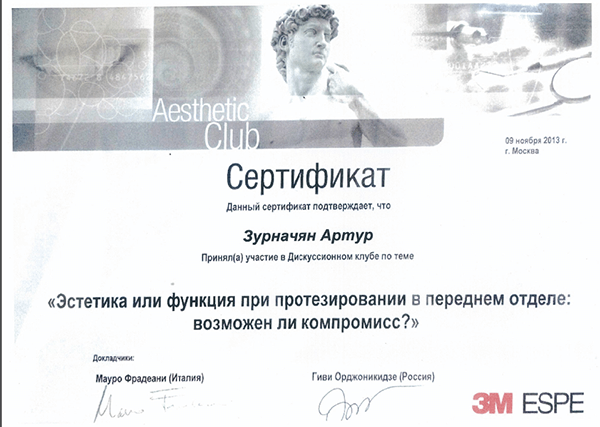 Aesthetic
Club
09 ноября 2013 г.
г. Москва
Сертификат
Данный сертификат подтверждает, что
Зурначян Артур
Принял(а) участие в Дискуссионном клубе по теме
«Эстетика или функция при протезировании в переднем отделе:
возможен ли компромисс?»
Докладчики:
Мауро Фрадеани (Италия)
Гиви Орджоникидзе (Россия)
3M ESPE